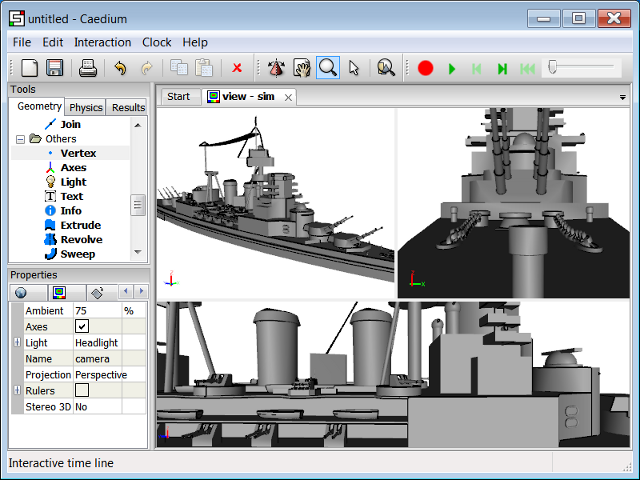 untitled - Caedium
File Edit Interaction Clock Help
Tools
Geometry Physics Results
Join
Others
Vertex
Axes
Light
Text
Info
Extrude
Revolve
Sweep
Properties
Ambient 75 %
Axes
Light Headlight
Name camera
Projection Perspective
Rulers
Stereo 3D No
Start view - sim
Interactive time line